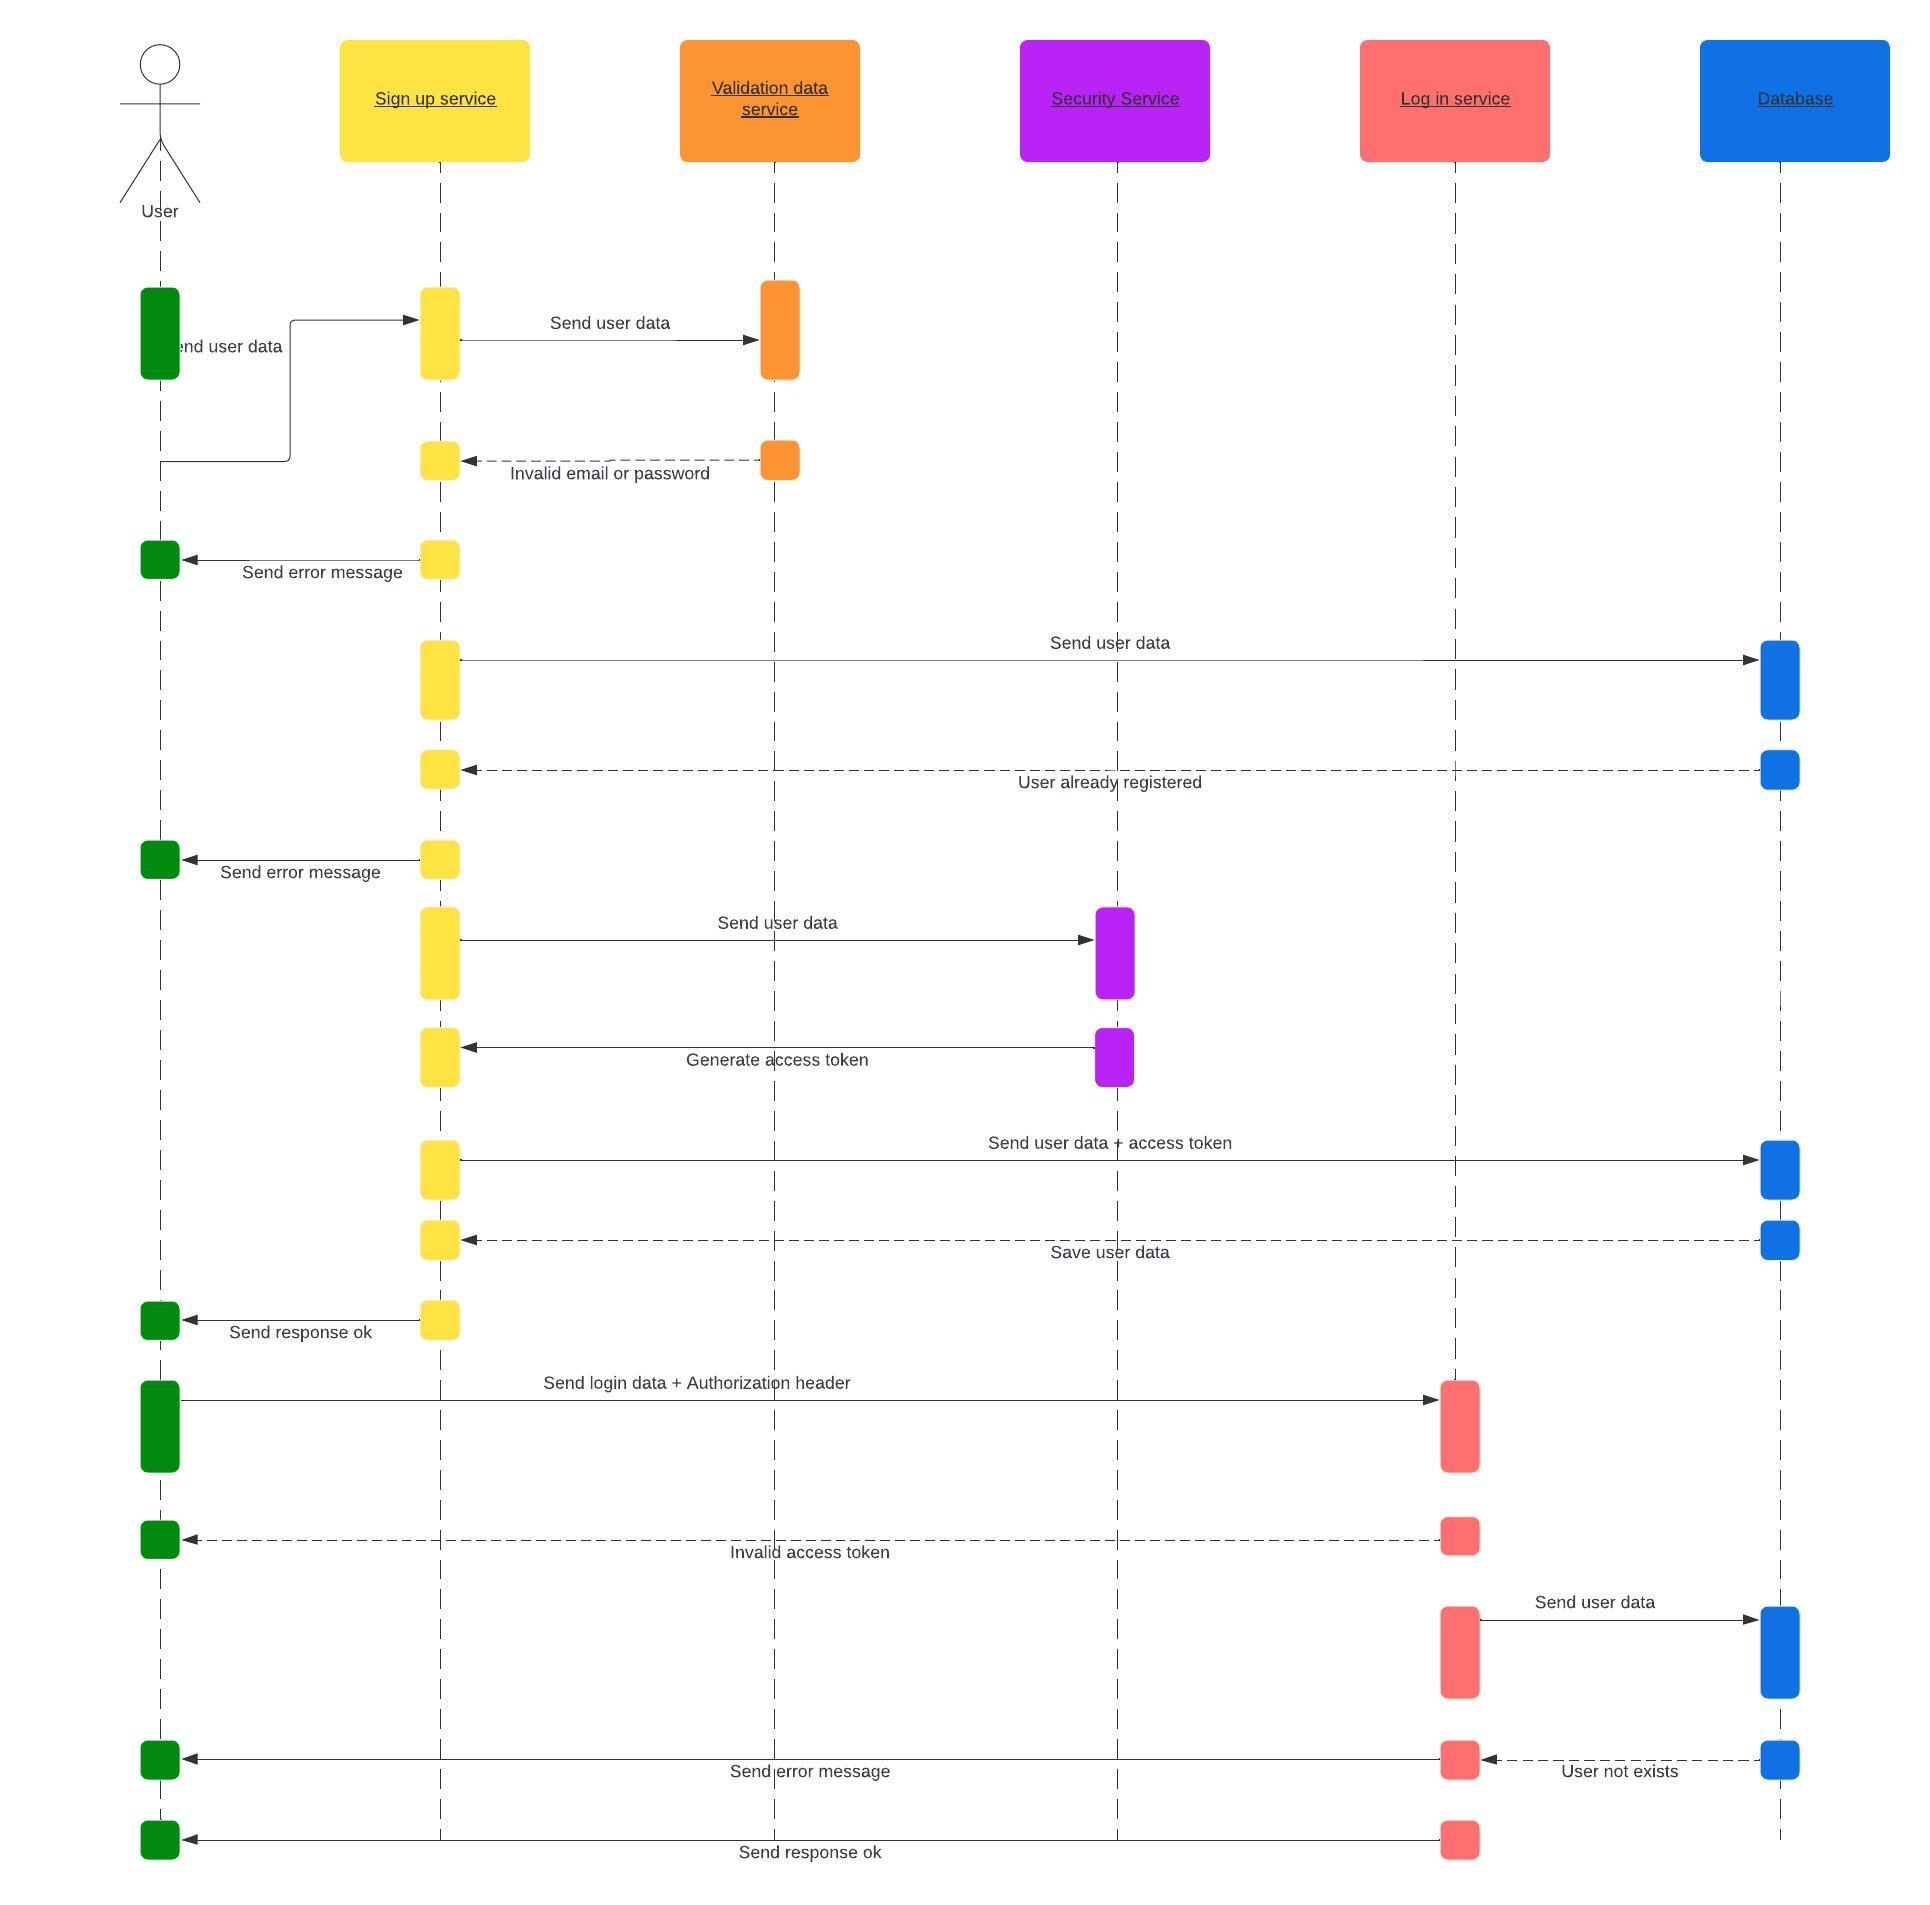 Sign up service
Validation data
service
Security Service
Log in service
Database
User
Send user data
end user data
Invalid email or password
Send error message
Send user data
User already registered
Send error message
Send user data
Generate access token
Send user data + access token
Save user data
Send response ok
Send login data + Authorization header
Invalid access token
Send user data
Send error message
User not exists
Send response ok